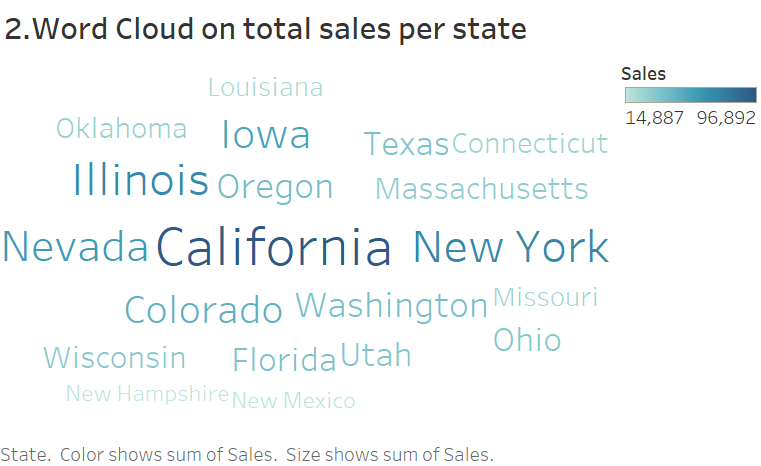 2.Word Cloud on total sales per state
Sales
14,887 96,892
Louisiana
Oklahoma
Iowa
Texas
Connecticut
Illinois
Oregon
Massachusetts
Nevada
California
New York
Colorado
Washington
Missouri
Ohio
Wisconsin
Florida
Utah
New Hampshire
New Mexico
State. Color shows sum of Sales. Size shows sum of Sales.